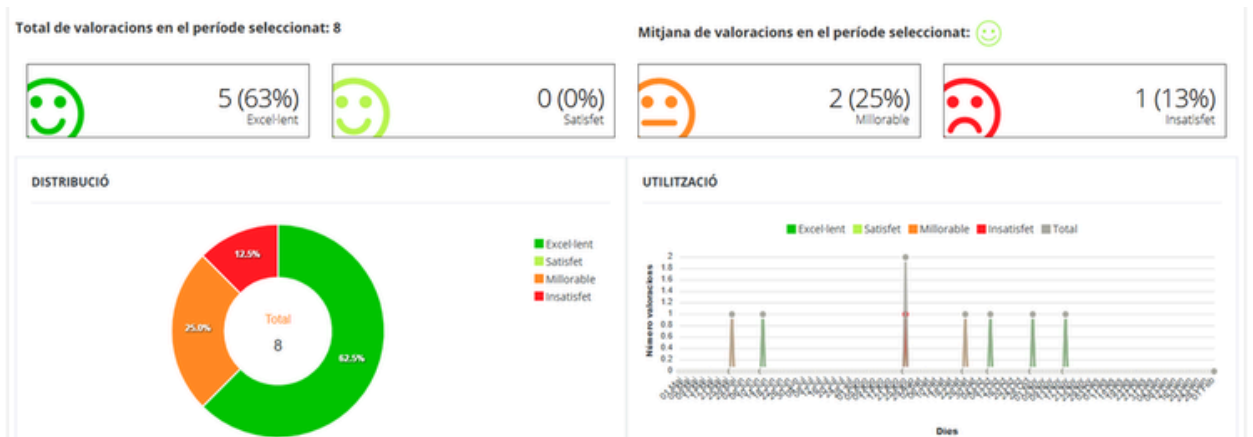 Total de valoracions en el període seleccionat: 8
Mitjana de valoracions en el període seleccionat:
5 (63%)
Excel·lent
0 (0%)
Satisfet
2 (25%)
Millorable
1 (13%)
Insatisfet
DISTRIBUCIÓ
12.5%
25.0%
62.5%
Total
8
Excel·lent
Satisfet
Millorable
Insatisfet
UTILITZACIÓ
Excel·lent Satisfet Millorable Insatisfet Total
Número valoracioss
2
1.8
1.6
1.4
1.2
1
0.8
0.6
0.4
0.2
0
Dies